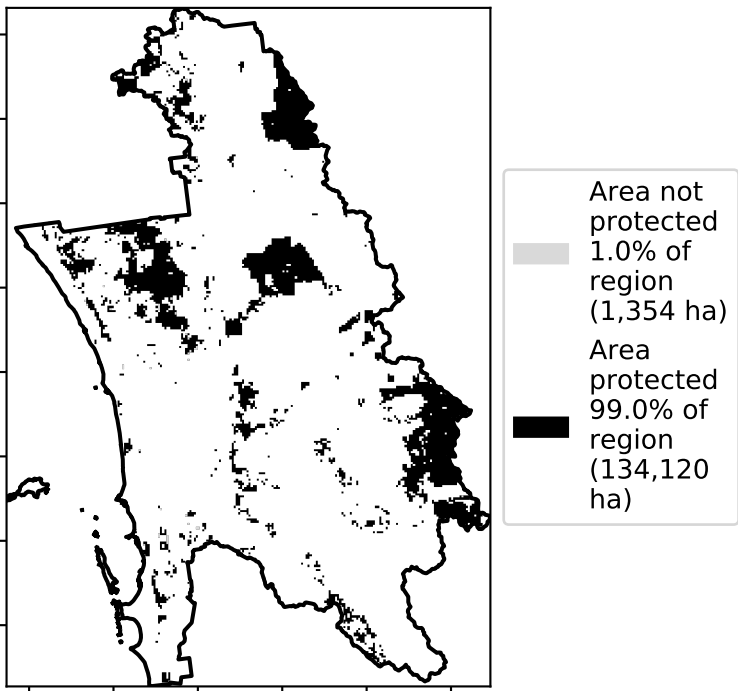 Area not
protected
1.0% of
region
(1,354 ha)
Area
protected
99.0% of
region
(134,120
ha)